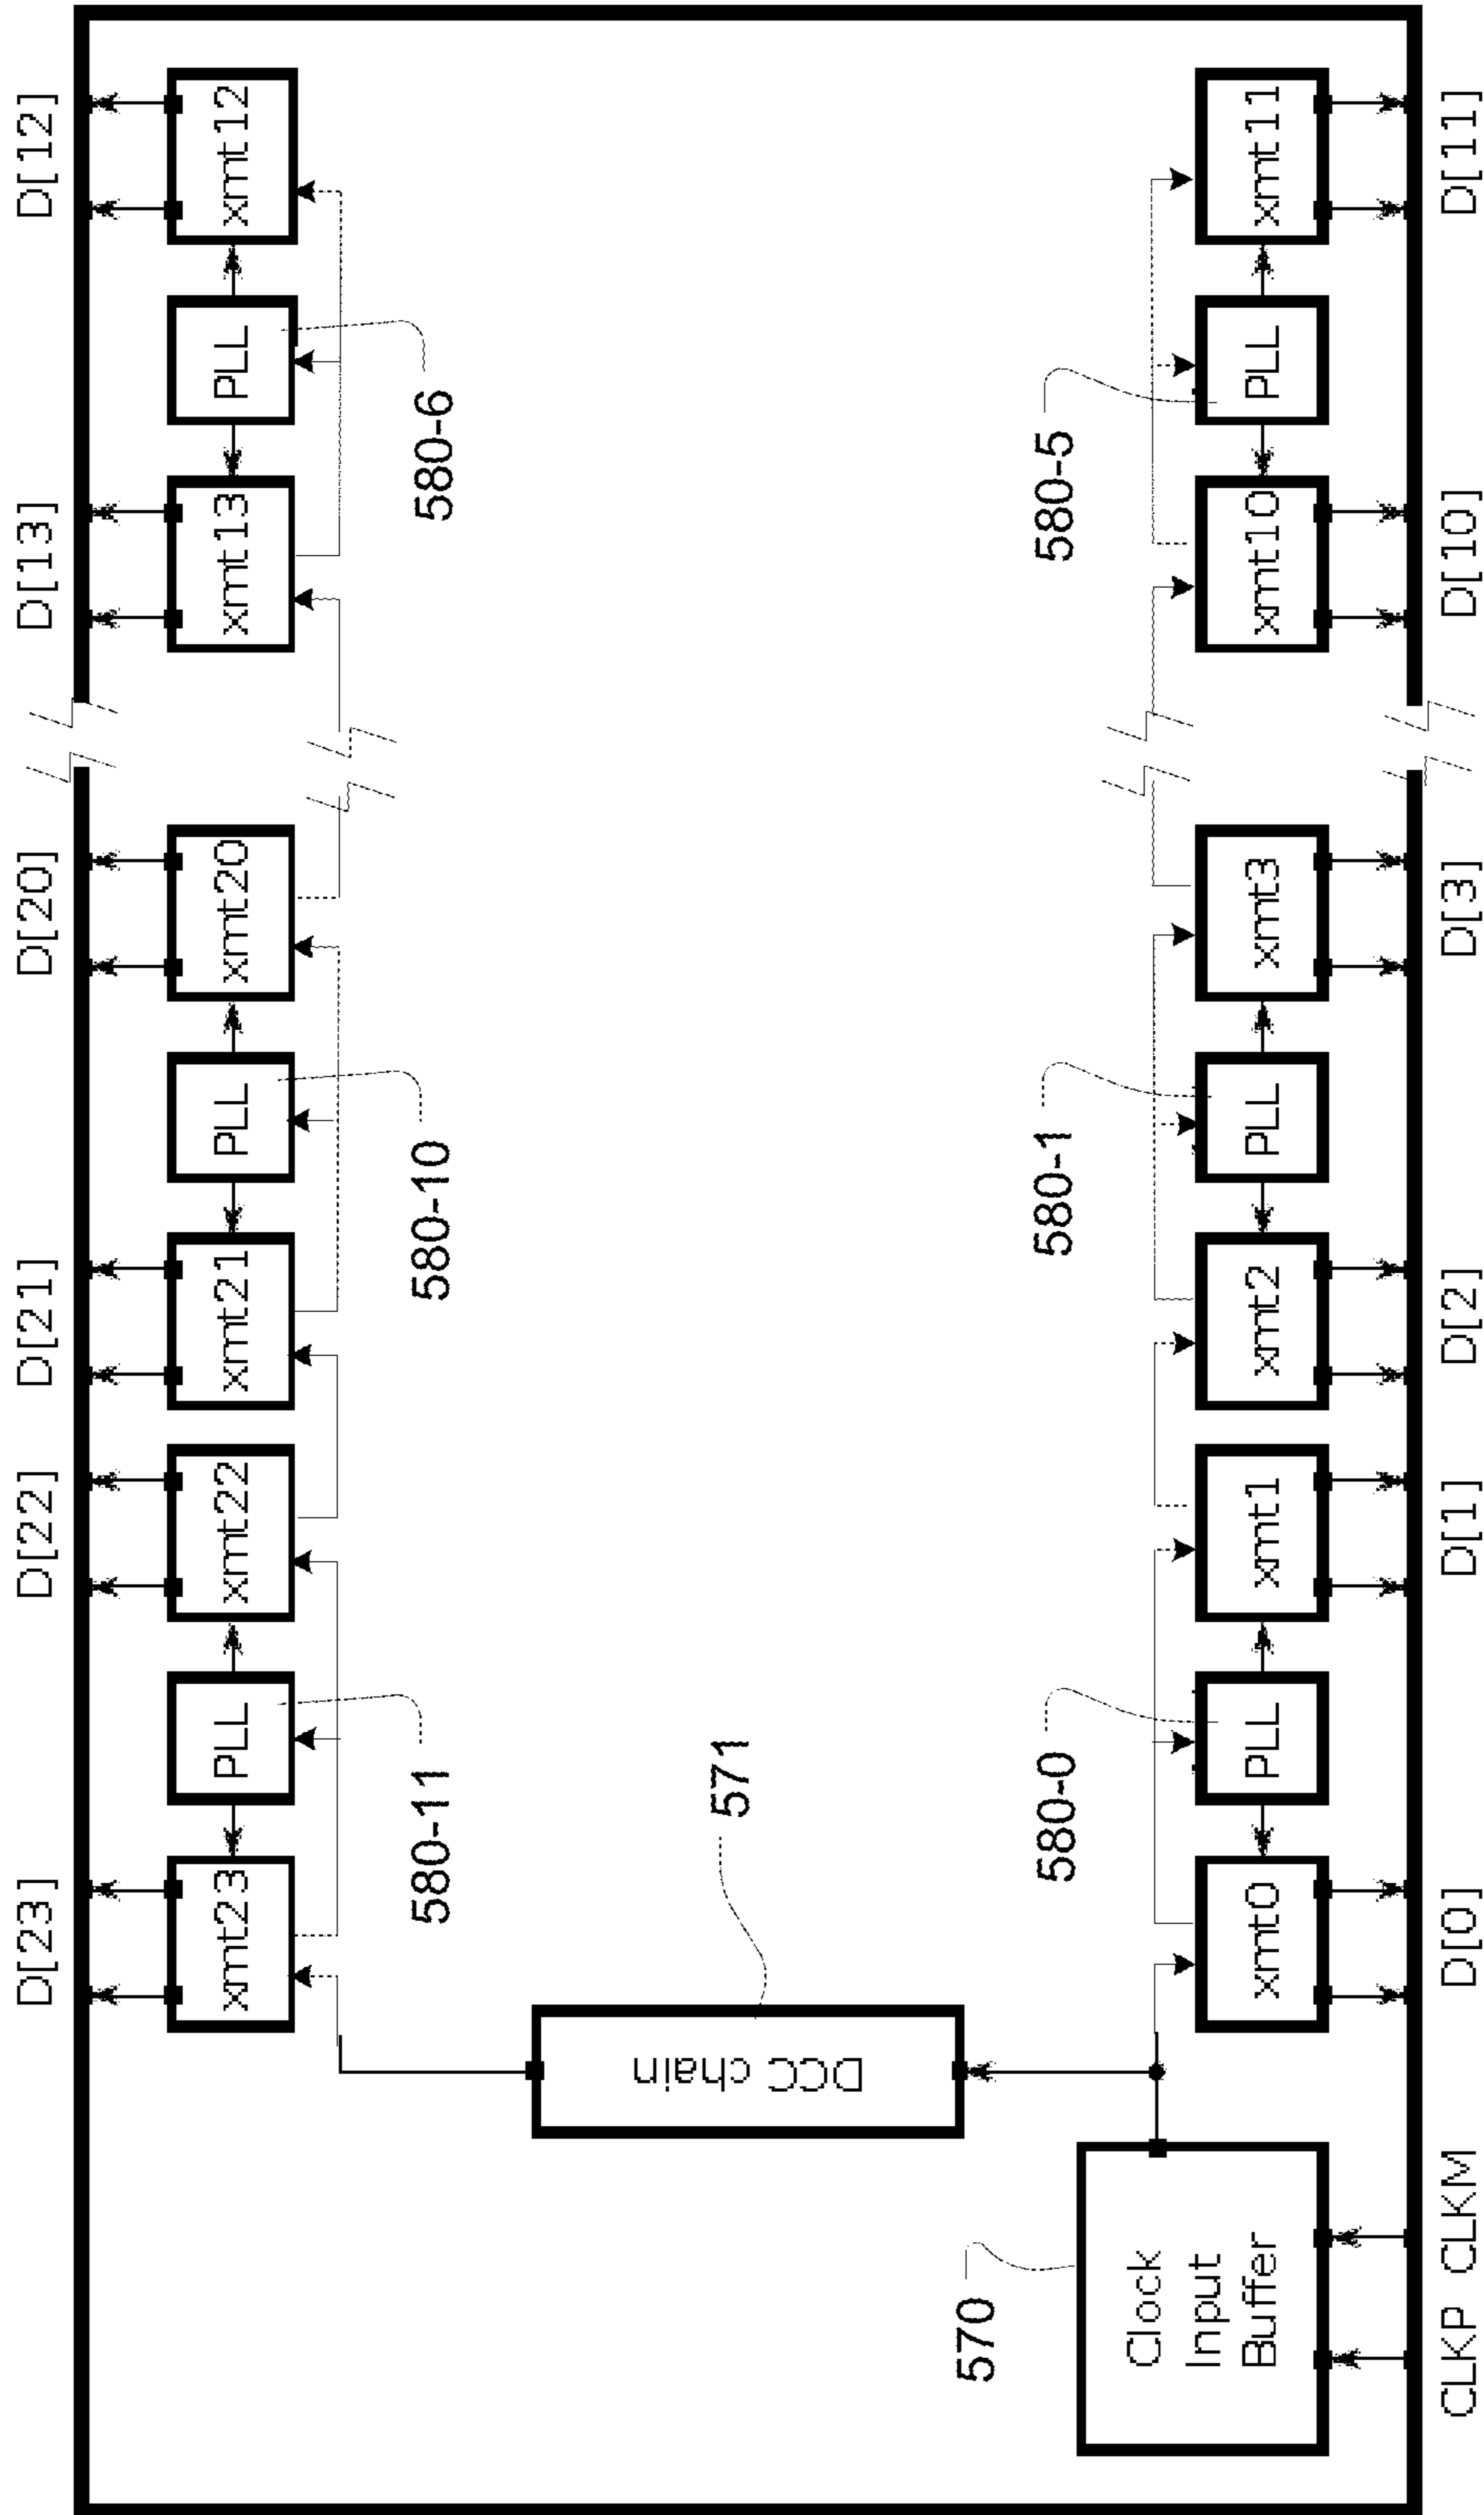 D[23]
D[22]
D[21]
D[20]
D[13]
D[12]
xmt23
PLL
xmt22
xmt21
PLL
xmt20
xmt13
PLL
xmt12
580-11
580-10
580-6
571
DCC chain
580-0
580-1
580-5
570
Clock
Input
Buffer
xmt0
PLL
xmt1
xmt2
PLL
xmt3
xmt10
PLL
xmt11
CLKP CLKM
D[0]
D[1]
D[2]
D[3]
D[10]
D[11]